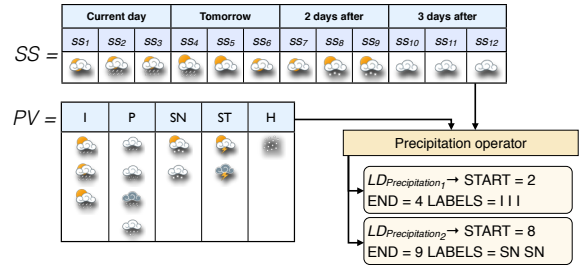 Current day Tomorrow 2 days after 3 days after
SS1 SS2 SS3 SS4 SS5 SS6 SS7 SS8 SS9 SS10 SS11 SS12
SS =
PV =
I P SN ST H
Precipitation operator
LDPrecipitation1→ START = 2
END = 4 LABELS = I I I
LDPrecipitation2→ START = 8
END = 9 LABELS = SN SN